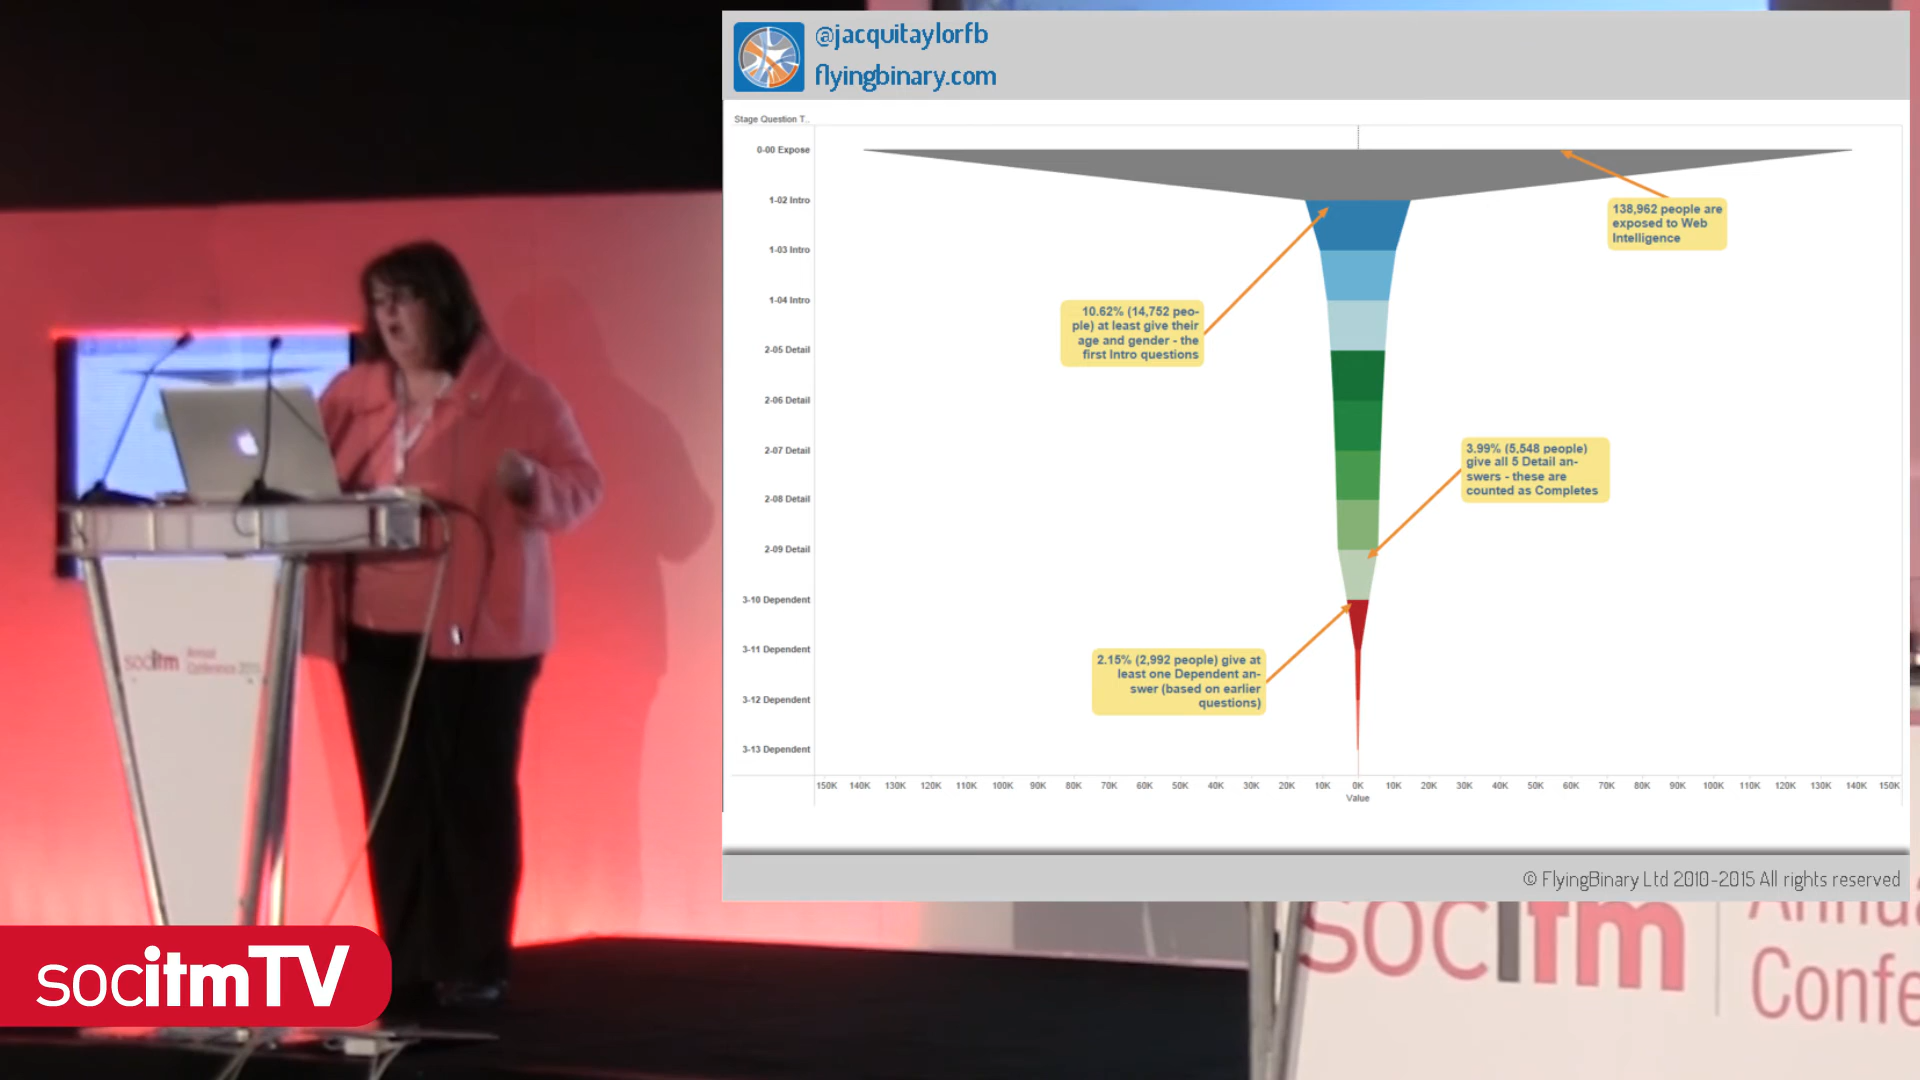 @jacquitaylorfb
flyingbinary.com
Stage Question T..
0-00 Expose
1-02 Intro
1-03 Intro
1-04 Intro
2-05 Detail
2-06 Detail
2-07 Detail
2-08 Detail
2-09 Detail
3-10 Dependent
3-11 Dependent
3-12 Dependent
3-13 Dependent
138,962 people are
exposed to Web
Intelligence
10.62% (14,752 peo-
ple) at least give their
age and gender - the
first Intro questions
3.99% (5,548 people)
give all 5 Detail an-
swers - these are
counted as Completes
2.15% (2,992 people) give at
least one Dependent an-
swer (based on earlier
questions)
150K 140K 130K 120K 110K 100K 90K 80K 70K 60K 50K 40K 30K 20K 10K 0K 10K 20K 30K 40K 50K 60K 70K 80K 90K 100K 110K 120K 130K 140K 150K
Value
© FlyingBinary Ltd 2010-2015 All rights reserved
socitm
Annual
Conference 2015
socitm
Annua
Confe
socitmTV